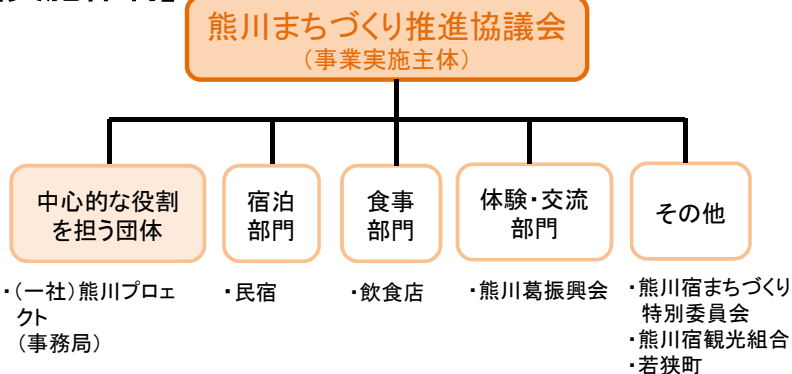 熊川まちづくり推進協議会
（事業実施主体）
中心的な役割
を担う団体
宿泊
部門
食事
部門
体験・交流
部門
その他
・（一社）熊川プロジェ
クト
（事務局）
・民宿
・飲食店
・熊川葛振興会
・熊川宿まちづくり
特別委員会
・熊川宿観光組合
・若狭町